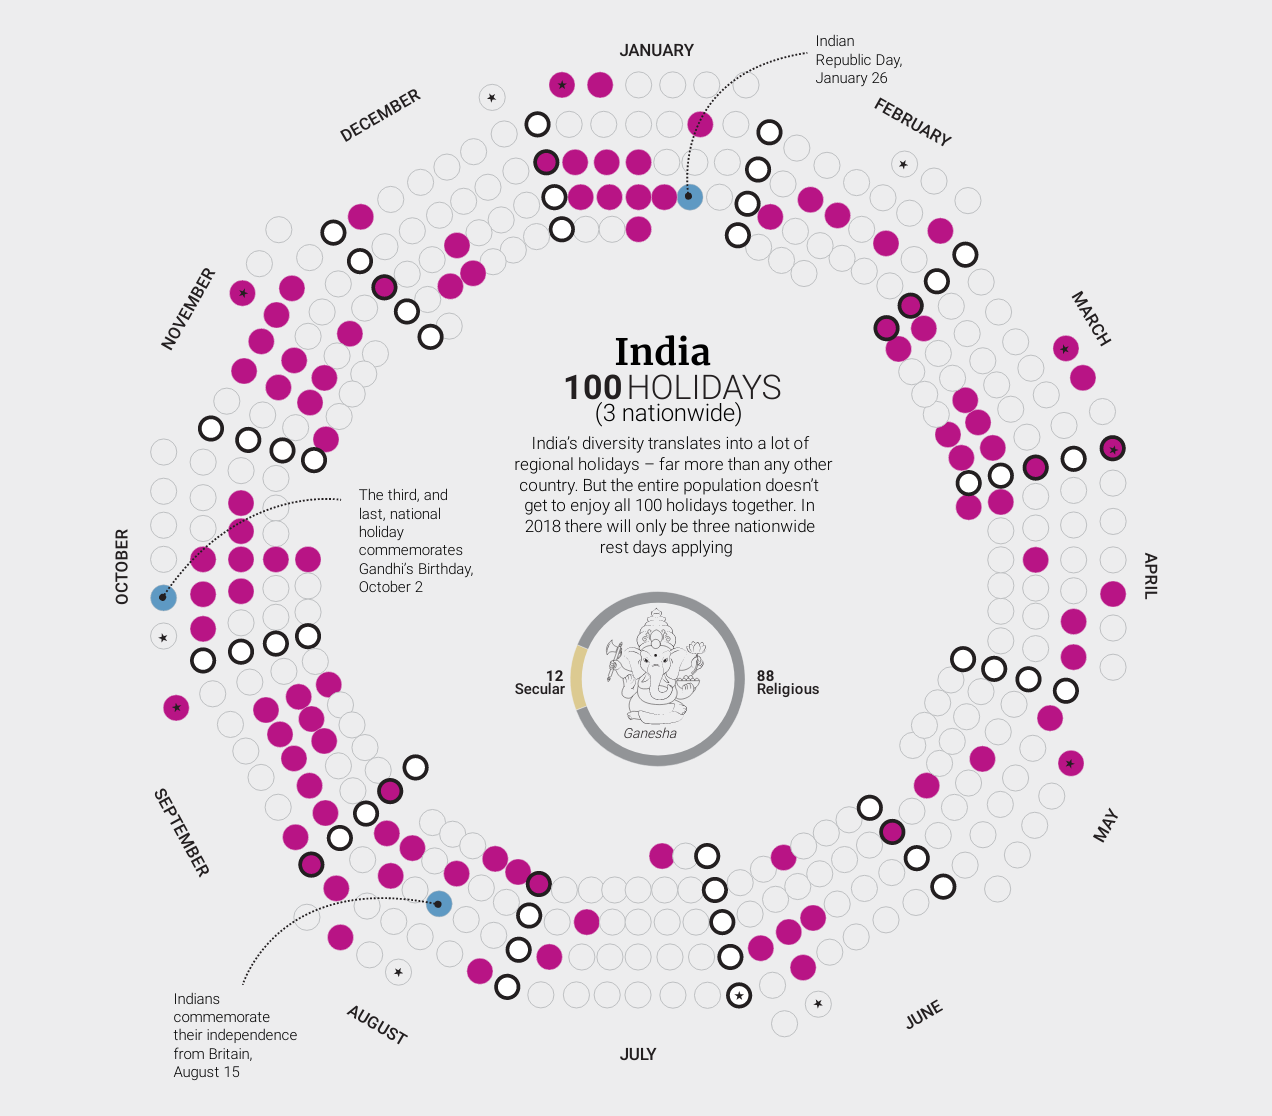 JANUARY
Indian
Republic Day,
January 26
DECEMBER
FEBRUARY
NOVEMBER
MARCH
India
100 HOLIDAYS
(3 nationwide)
India's diversity translates into a lot of
regional holidays – far more than any other
country. But the entire population doesn't
get to enjoy all 100 holidays together. In
2018 there will only be three nationwide
rest days applying
The third, and
last, national
holiday
commemorates
Gandhi's Birthday,
October 2
OCTOBER
APRIL
12
Secular
88
Religious
Ganesha
SEPTEMBER
MAY
Indians
commemorate
their independence
from Britain,
August 15
AUGUST
JUNE
JULY